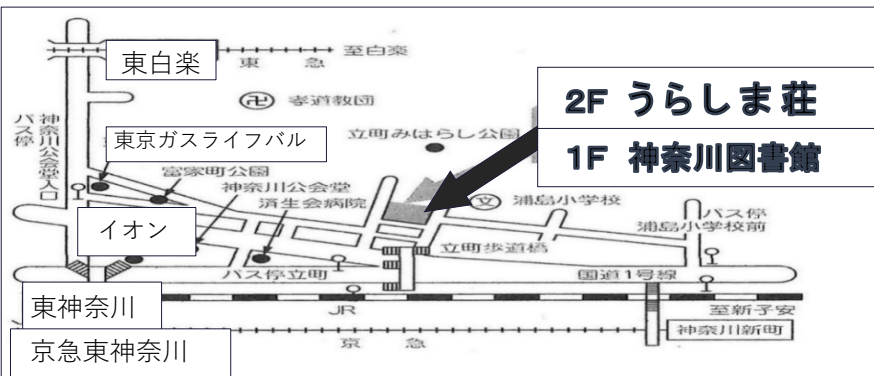 東白楽
至白楽
東急
卍 孝道教団
2F うらしま荘
1F 神奈川図書館
バス停
神奈川公会堂入口
東京ガスライフバル
立町みはらし公園
富家町公園
神奈川公会堂
済生会病院
文 浦島小学校
バス停
浦島小学校前
イオン
立町歩道橋
バス停立町
国道1号線
東神奈川
JR
至新子安
京急
神奈川新町
京急東神奈川